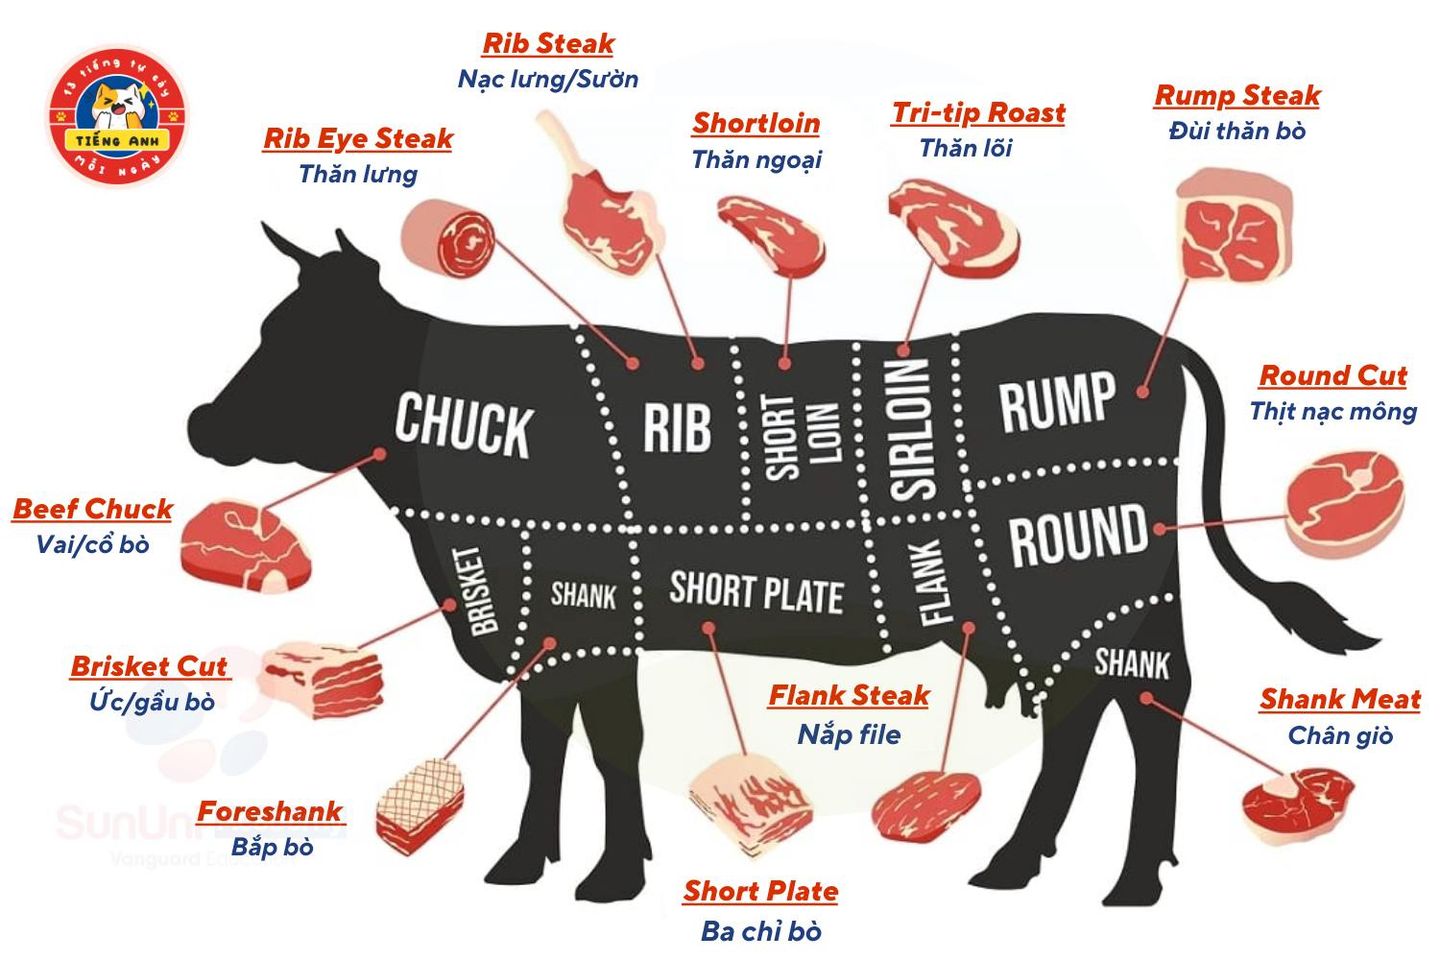 13 tiếng tự cày
TIẾNG ANH
MỖI NGÀY
Rib Steak
Nạc lưng/Sườn
Rib Eye Steak
Thăn lưng
Shortloin
Thăn ngoại
Tri-tip Roast
Thăn lõi
Rump Steak
Đùi thăn bò
Round Cut
Thịt nạc mông
CHUCK
RIB
SHORT
LOIN
SIRLOIN
RUMP
ROUND
Beef Chuck
Vai/cổ bò
BRISKET
SHANK
SHORT PLATE
FLANK
SHANK
Brisket Cut
Ức/gầu bò
Flank Steak
Nắp file
Shank Meat
Chân giò
Foreshank
Bắp bò
SunUni
Vanguard
Short Plate
Ba chỉ bò